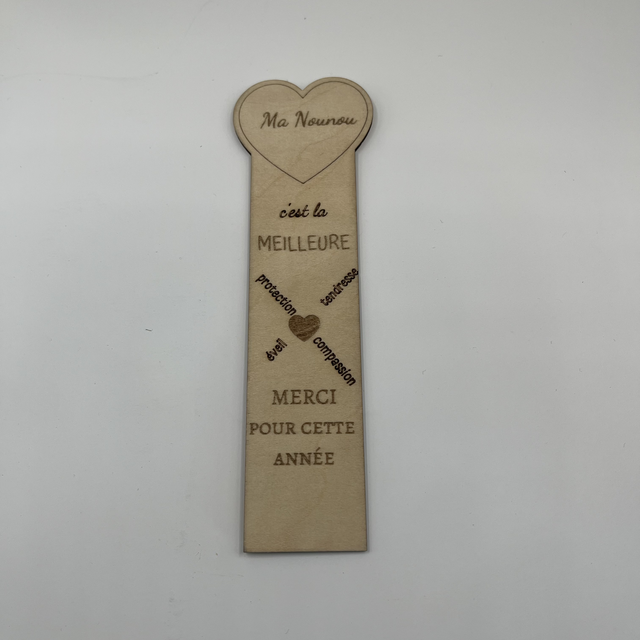 Ma Nounou
c'est la
MEILLEURE
protection
tendresse
éveil
compassion
MERCI
POUR CETTE
ANNÉE